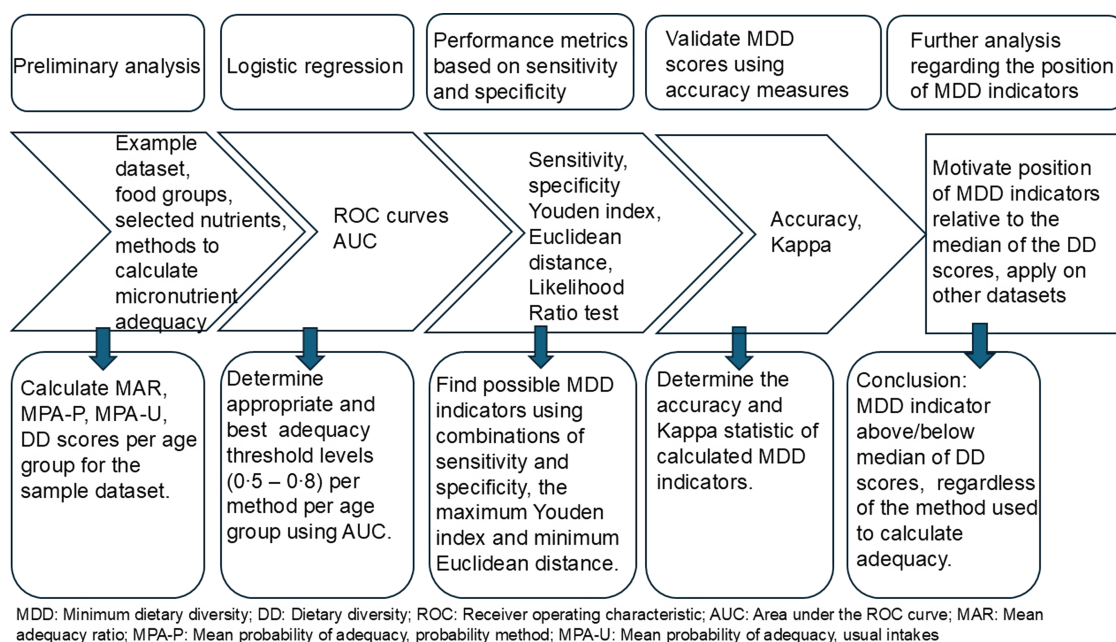 Preliminary analysis
Logistic regression
Performance metrics
based on sensitivity
and specificity
Validate MDD
scores using
accuracy measures
Further analysis
regarding the position
of MDD indicators
Example
dataset,
food groups,
selected nutrients,
methods to
calculate
micronutrient
adequacy
ROC curves
AUC
Sensitivity,
specificity
Youden index,
Euclidean
distance,
Likelihood
Ratio test
Accuracy,
Kappa
Motivate position
of MDD indicators
relative to the
median of the DD
scores, apply on
other datasets
Calculate MAR,
MPA-P, MPA-U,
DD scores per age
group for the
sample dataset.
Determine
appropriate and
best adequacy
threshold levels
(0·5 – 0·8) per
method per age
group using AUC.
Find possible MDD
indicators using
combinations of
sensitivity and
specificity, the
maximum Youden
index and minimum
Euclidean distance.
Determine the
accuracy and
Kappa statistic of
calculated MDD
indicators.
Conclusion:
MDD indicator
above/below
median of DD
scores, regardless
of the method used
to calculate
adequacy.
MDD: Minimum dietary diversity; DD: Dietary diversity; ROC: Receiver operating characteristic; AUC: Area under the ROC curve; MAR: Mean
adequacy ratio; MPA-P: Mean probability of adequacy, probability method; MPA-U: Mean probability of adequacy, usual intakes